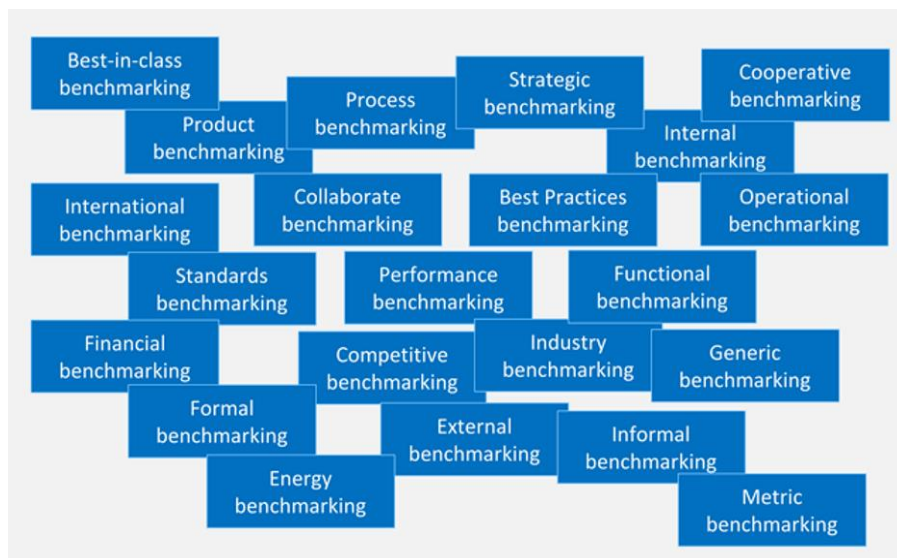 Best-in-class
benchmarking
Product
benchmarking
Process
benchmarking
Strategic
benchmarking
Cooperative
benchmarking
Internal
benchmarking
International
benchmarking
Collaborate
benchmarking
Best Practices
benchmarking
Operational
benchmarking
Standards
benchmarking
Performance
benchmarking
Functional
benchmarking
Financial
benchmarking
Competitive
benchmarking
Industry
benchmarking
Generic
benchmarking
Formal
benchmarking
External
benchmarking
Informal
benchmarking
Energy
benchmarking
Metric
benchmarking